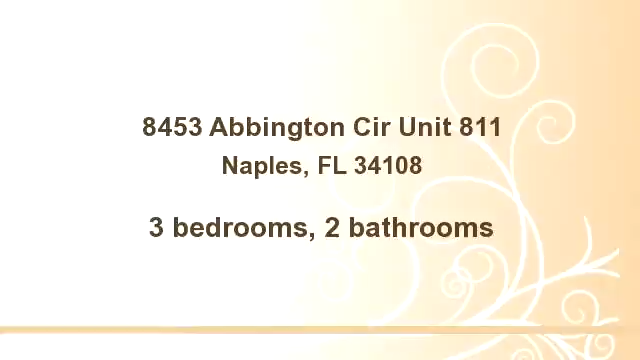 8453 Abbington Cir Unit 811
Naples, FL 34108
3 bedrooms, 2 bathrooms